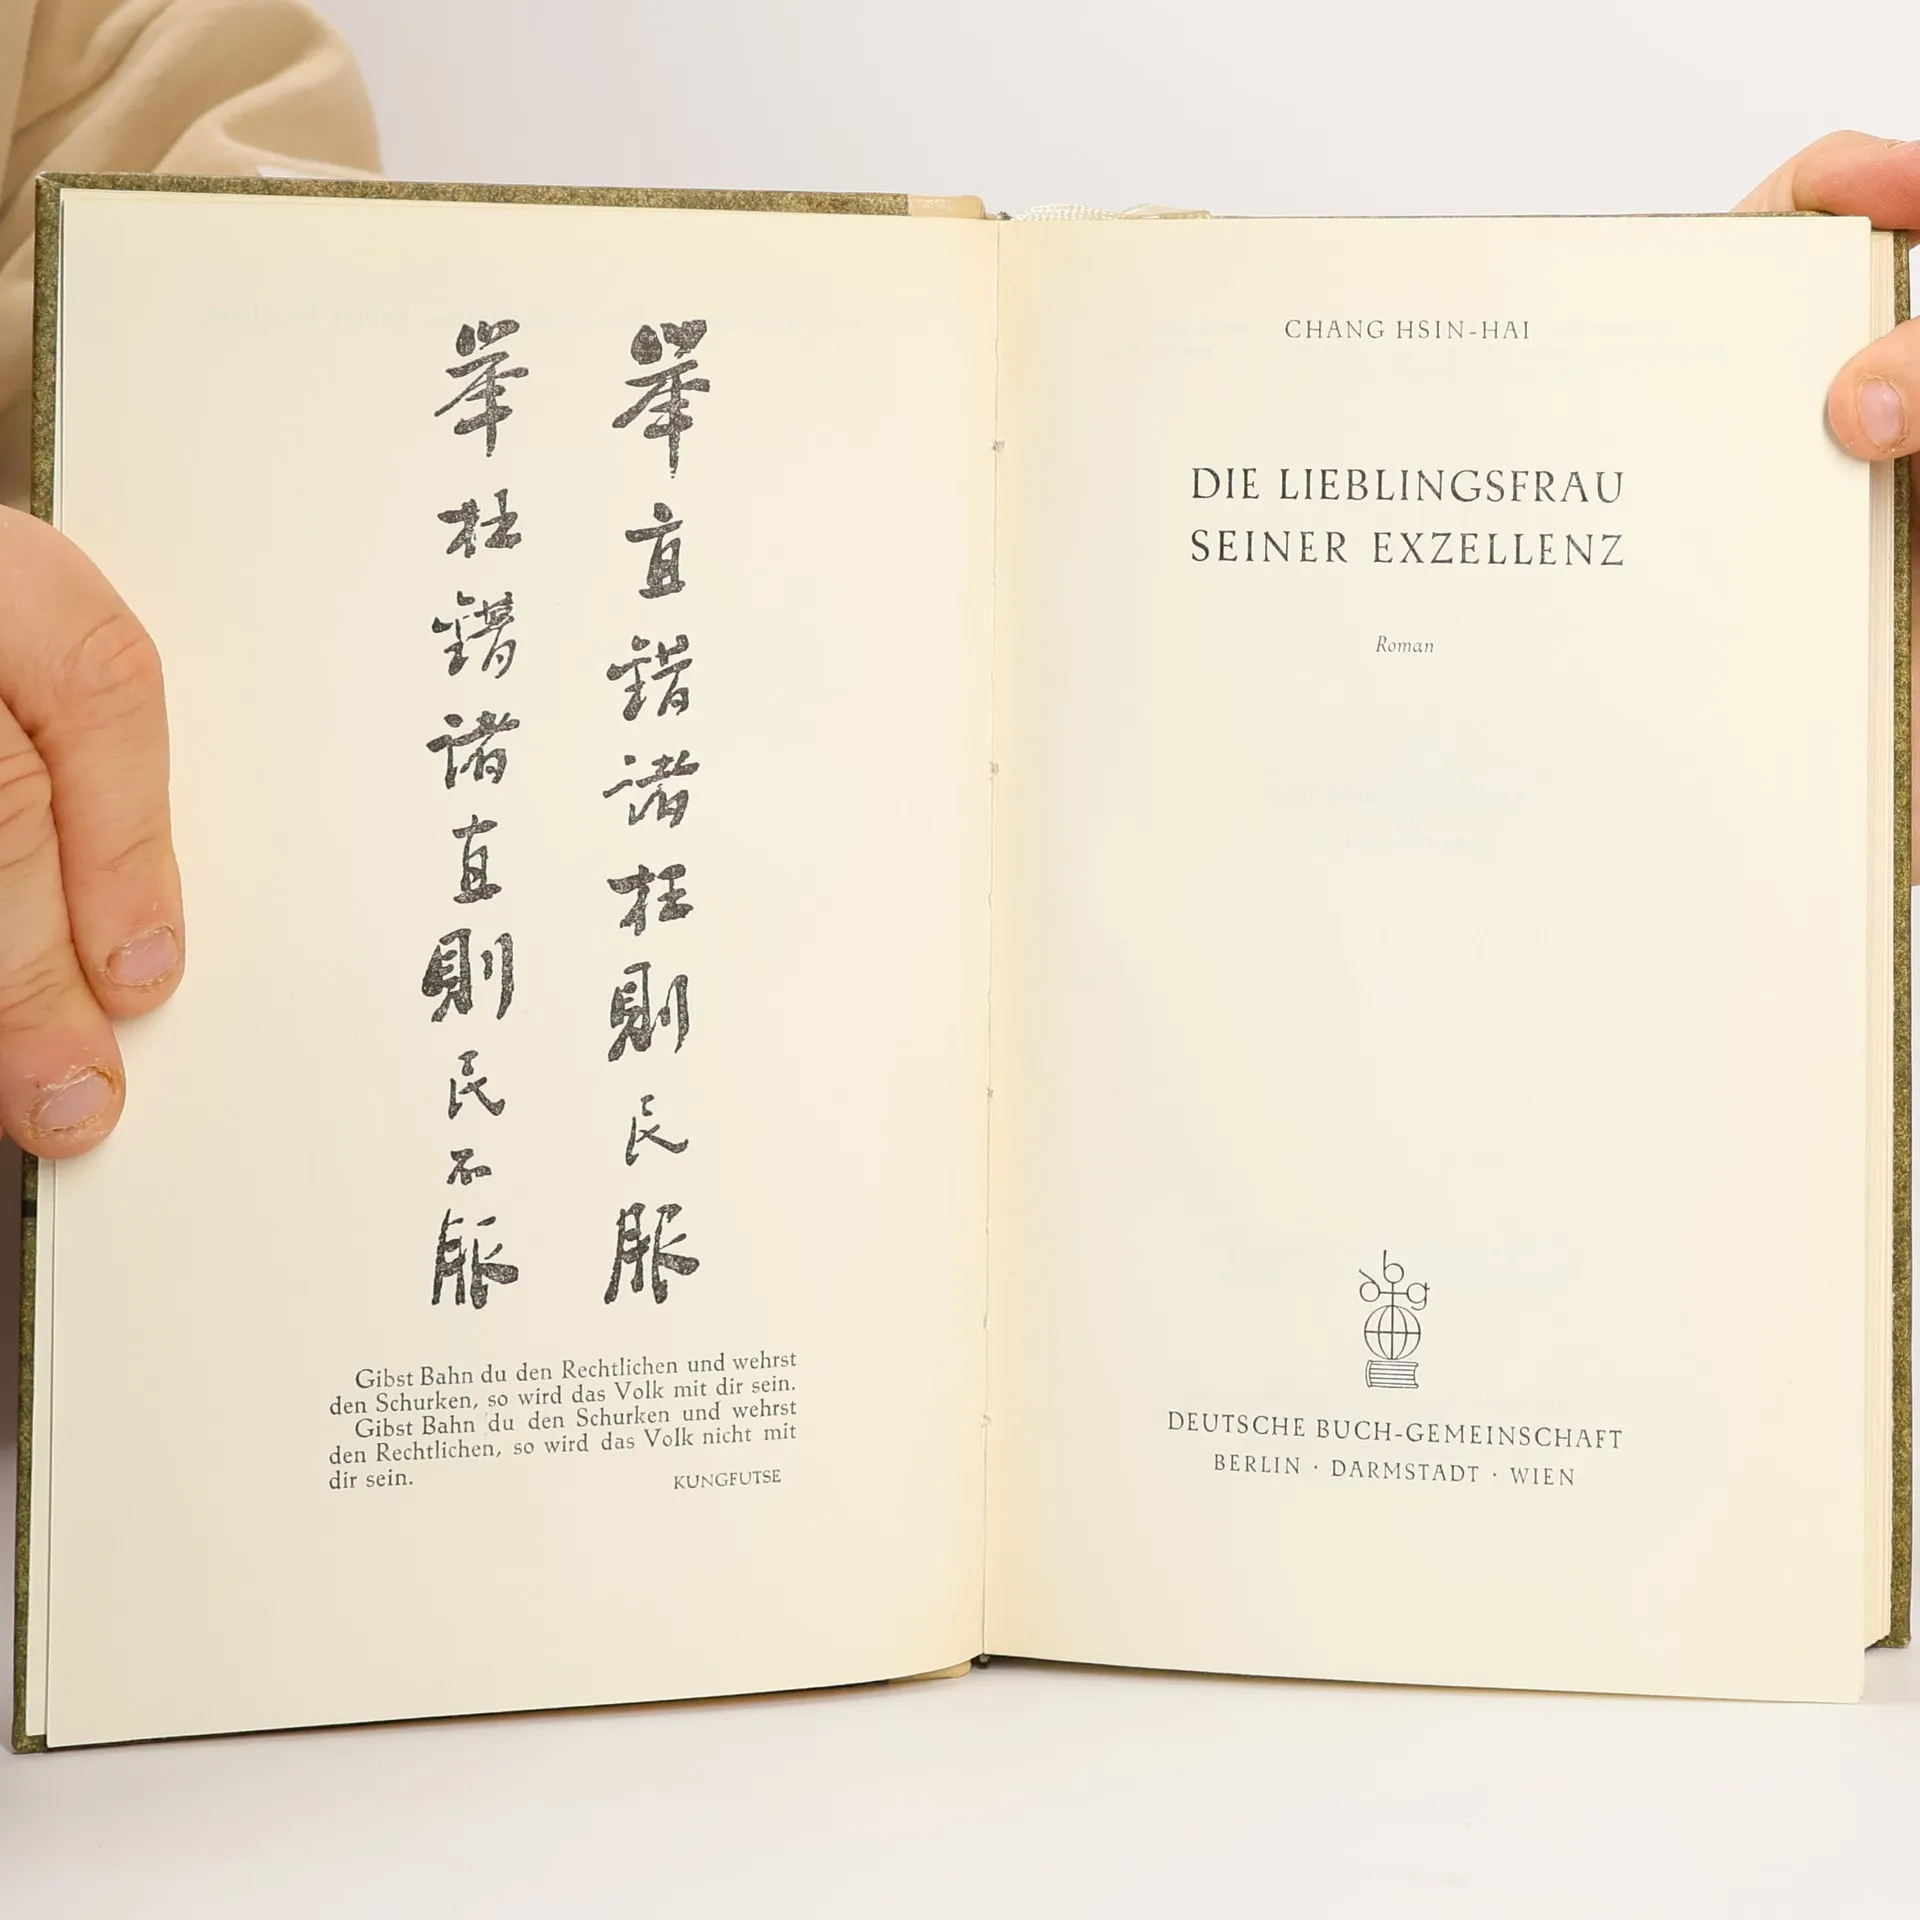 舉直錯諸枉則民服
舉枉錯諸直則民不服
Gibst Bahn du den Rechtlichen und wehrst
den Schurken, so wird das Volk mit dir sein.
Gibst Bahn du den Schurken und wehrst
den Rechtlichen, so wird das Volk nicht mit
dir sein.
KUNGFUTSE
CHANG HSIN-HAI
DIE LIEBLINGSFRAU
SEINER EXZELLENZ
Roman
dbg
DEUTSCHE BUCH-GEMEINSCHAFT
BERLIN · DARMSTADT · WIEN